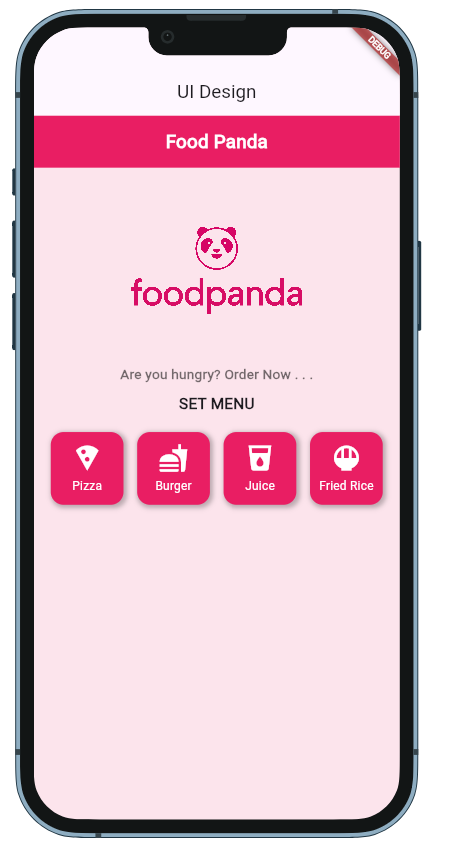 DEBUG
UI Design
Food Panda
foodpanda
Are you hungry? Order Now . . .
SET MENU
Pizza Burger Juice Fried Rice